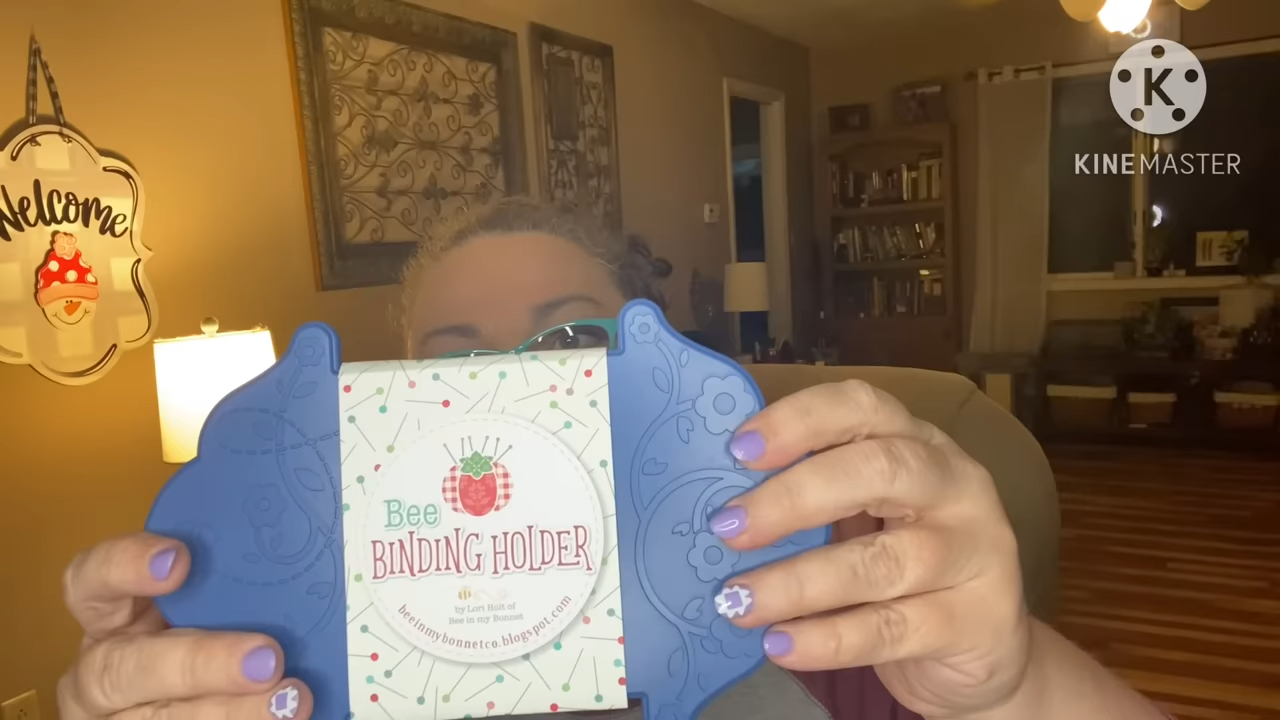 Welcome
K
KINEMASTER
Bee
BINDING HOLDER
by Lori Holt of
Bee in my Bonnet
beeinmybonnetco.blogspot.com